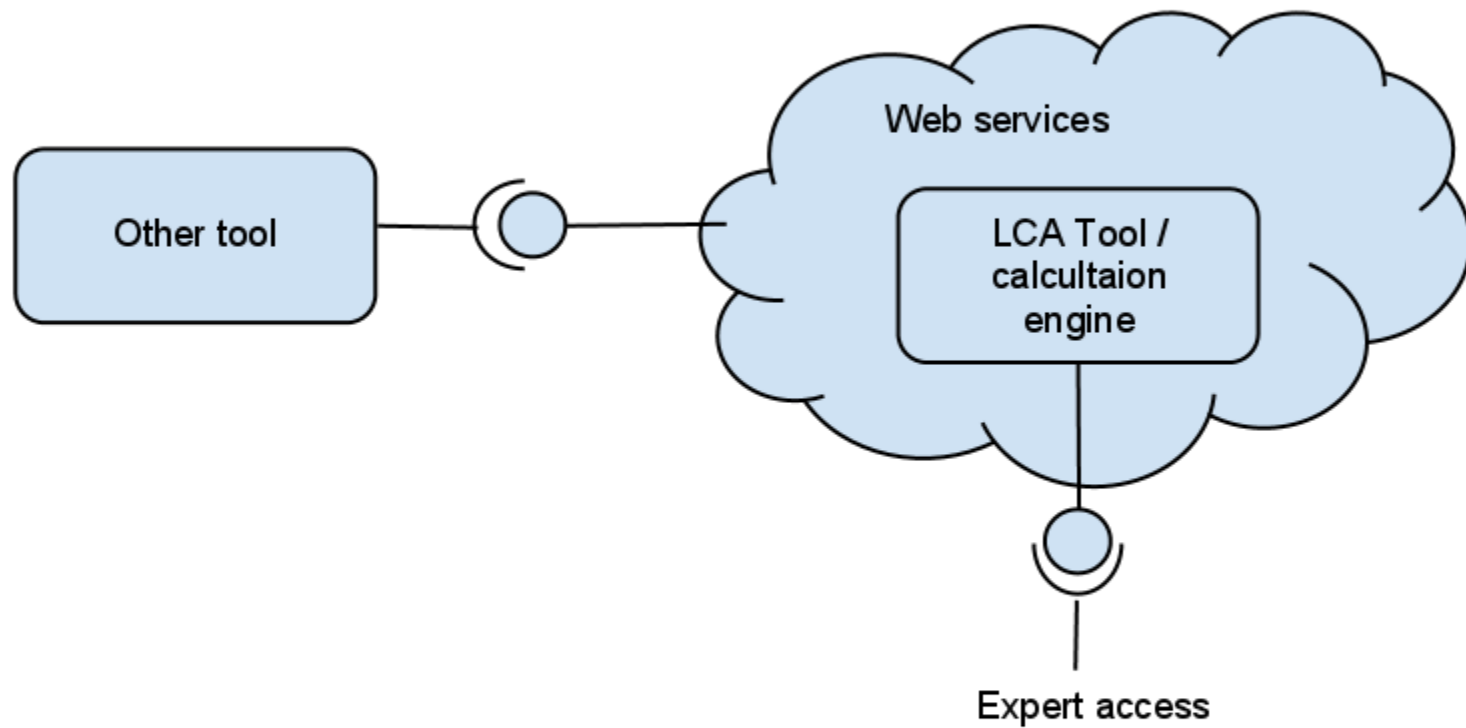 Web services
Other tool
LCA Tool /
calcultaion
engine
Expert access